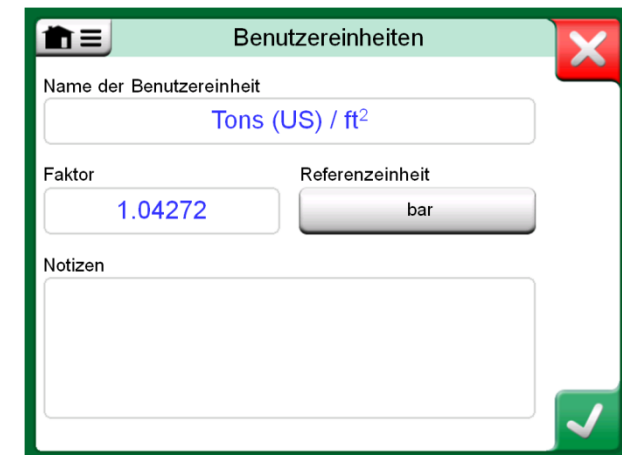 Benutzereinheiten
Name der Benutzereinheit
Tons (US) / ft²
Faktor
Referenzeinheit
1.04272
bar
Notizen